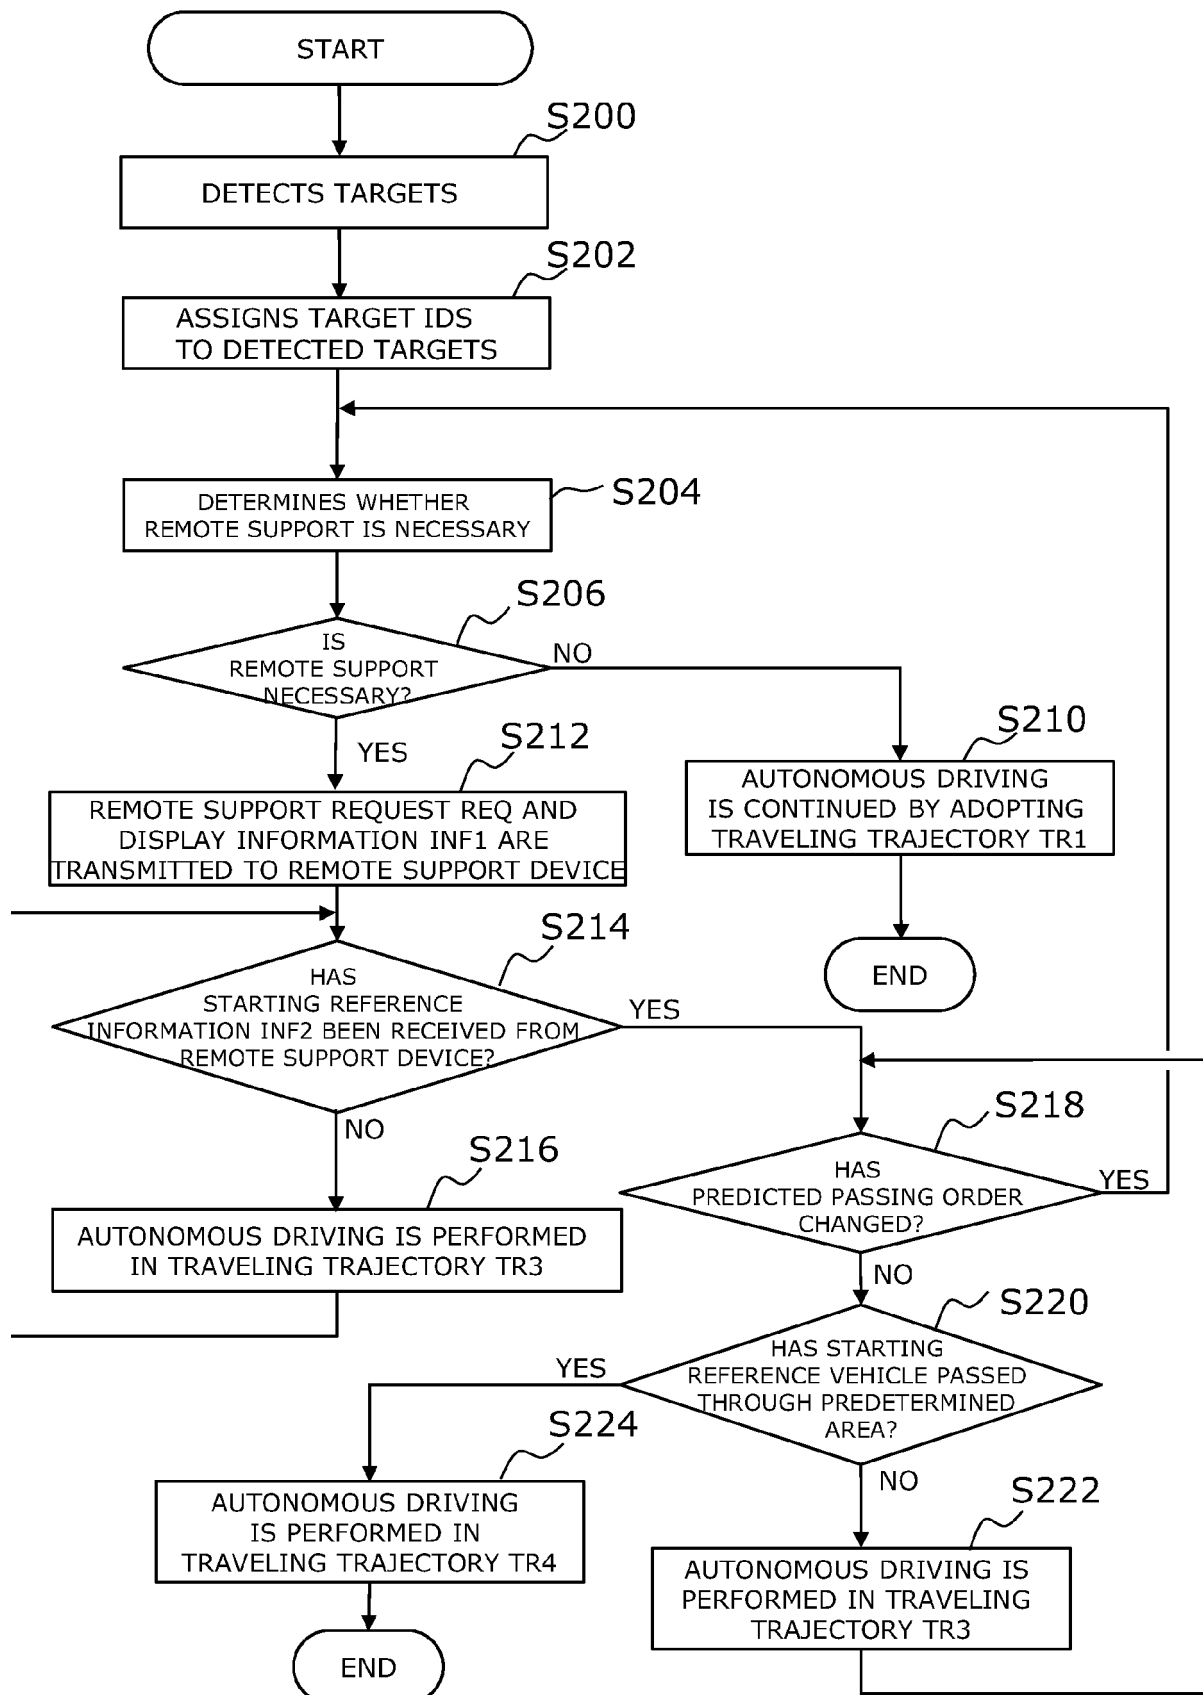 START
S200
DETECTS TARGETS
S202
ASSIGNS TARGET IDS
TO DETECTED TARGETS
S204
DETERMINES WHETHER
REMOTE SUPPORT IS NECESSARY
S206
IS
REMOTE SUPPORT
NECESSARY?
NO
YES
S210
AUTONOMOUS DRIVING
IS CONTINUED BY ADOPTING
TRAVELING TRAJECTORY TR1
END
S212
REMOTE SUPPORT REQUEST REQ AND
DISPLAY INFORMATION INF1 ARE
TRANSMITTED TO REMOTE SUPPORT DEVICE
S214
HAS
STARTING REFERENCE
INFORMATION INF2 BEEN RECEIVED FROM
REMOTE SUPPORT DEVICE?
YES
NO
S216
AUTONOMOUS DRIVING IS PERFORMED
IN TRAVELING TRAJECTORY TR3
S218
HAS
PREDICTED PASSING ORDER
CHANGED?
YES
NO
S220
HAS STARTING
REFERENCE VEHICLE PASSED
THROUGH PREDETERMINED
AREA?
YES
NO
S224
AUTONOMOUS DRIVING
IS PERFORMED IN
TRAVELING TRAJECTORY TR4
END
S222
AUTONOMOUS DRIVING IS
PERFORMED IN TRAVELING
TRAJECTORY TR3